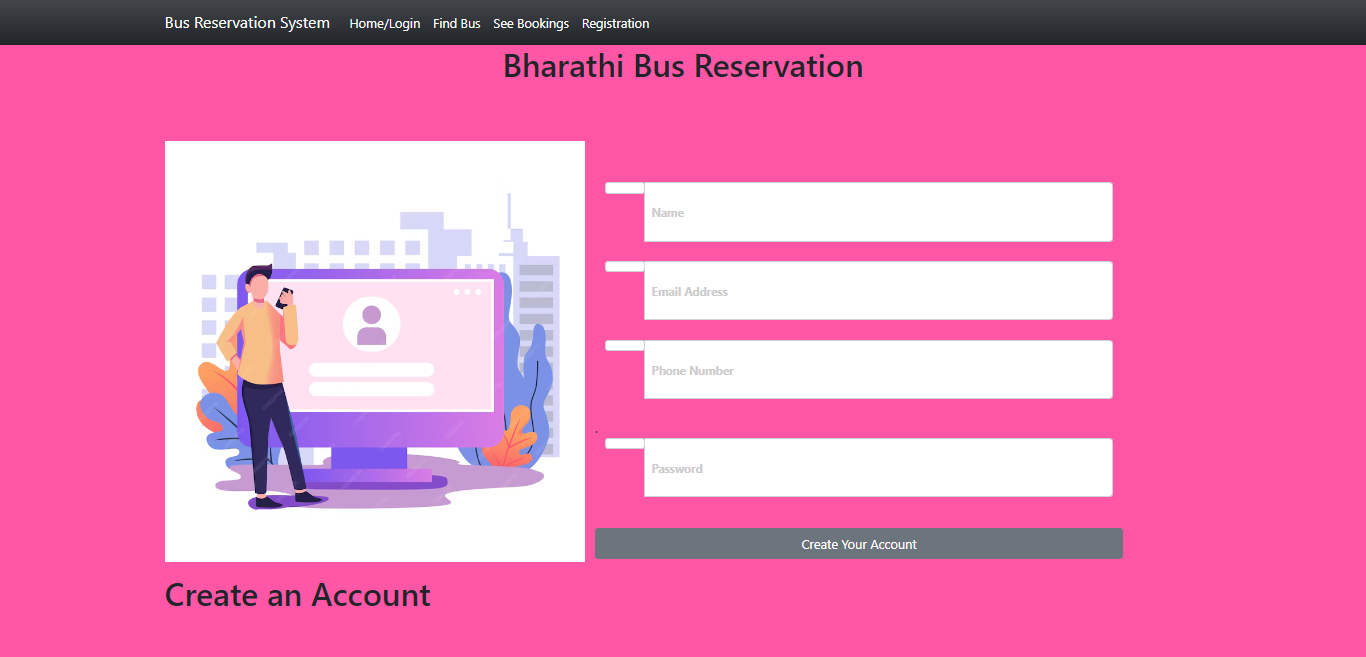 Bus Reservation System Home/Login Find Bus See Bookings Registration
Bharathi Bus Reservation
Name
Email Address
Phone Number
Password
Create Your Account
Create an Account